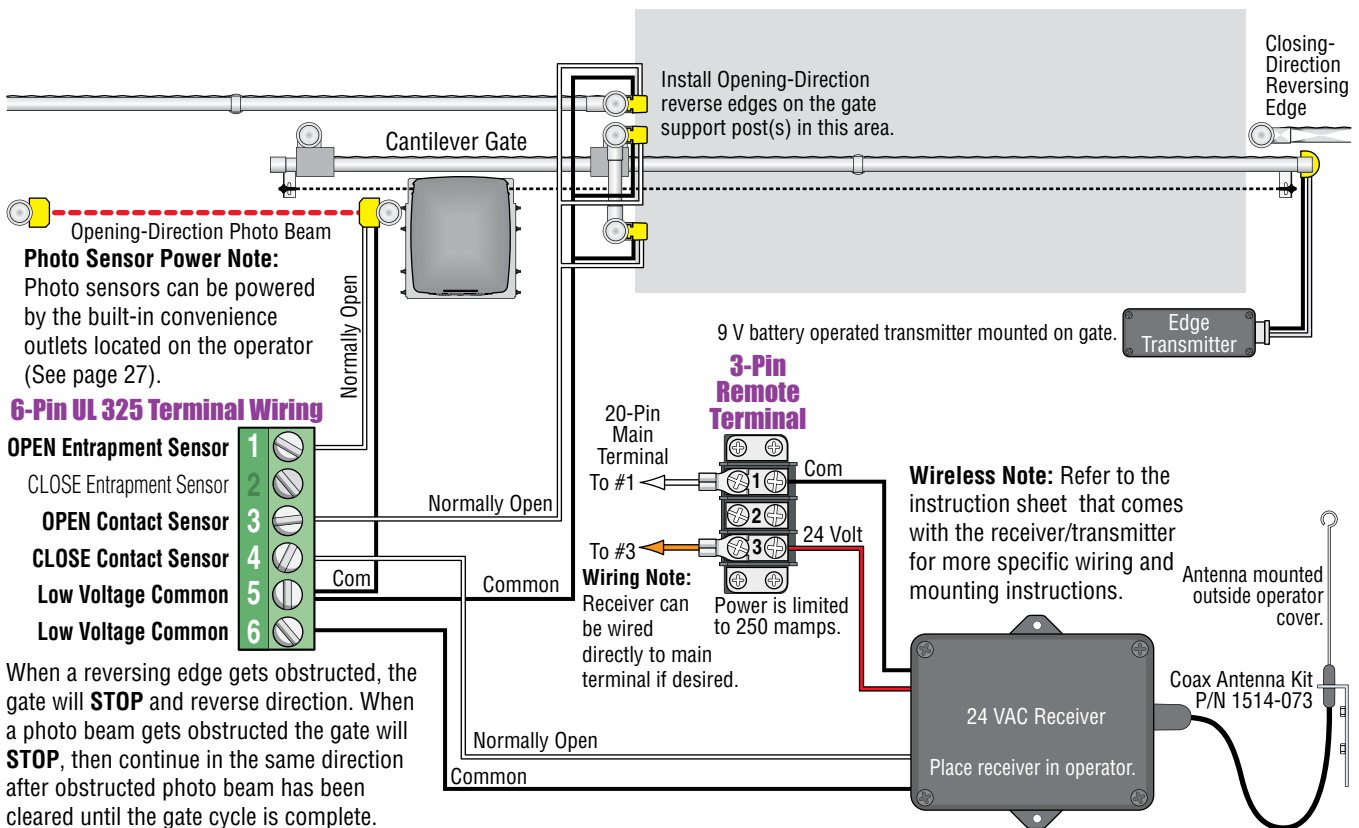 Install Opening-Direction
reverse edges on the gate
support post(s) in this area.
Closing-
Direction
Reversing
Edge
Cantilever Gate
Opening-Direction Photo Beam
Photo Sensor Power Note:
Photo sensors can be powered
by the built-in convenience
outlets located on the operator
(See page 27).
Normally Open
9 V battery operated transmitter mounted on gate.
Edge
Transmitter
6-Pin UL 325 Terminal Wiring
OPEN Entrapment Sensor 1
CLOSE Entrapment Sensor 2
OPEN Contact Sensor 3
CLOSE Contact Sensor 4
Low Voltage Common 5
Low Voltage Common 6
Normally Open
Com
Common
3-Pin
Remote
Terminal
20-Pin
Main
Terminal
To #1
1
Com
2
To #3
3
24 Volt
Wiring Note:
Receiver can
be wired
directly to main
terminal if desired.
Power is limited
to 250 mamps.
Wireless Note: Refer to the
instruction sheet that comes
with the receiver/transmitter
for more specific wiring and
mounting instructions.
Antenna mounted
outside operator
cover.
Coax Antenna Kit
P/N 1514-073
24 VAC Receiver
Place receiver in operator.
Normally Open
Common
When a reversing edge gets obstructed, the
gate will STOP and reverse direction. When
a photo beam gets obstructed the gate will
STOP, then continue in the same direction
after obstructed photo beam has been
cleared until the gate cycle is complete.